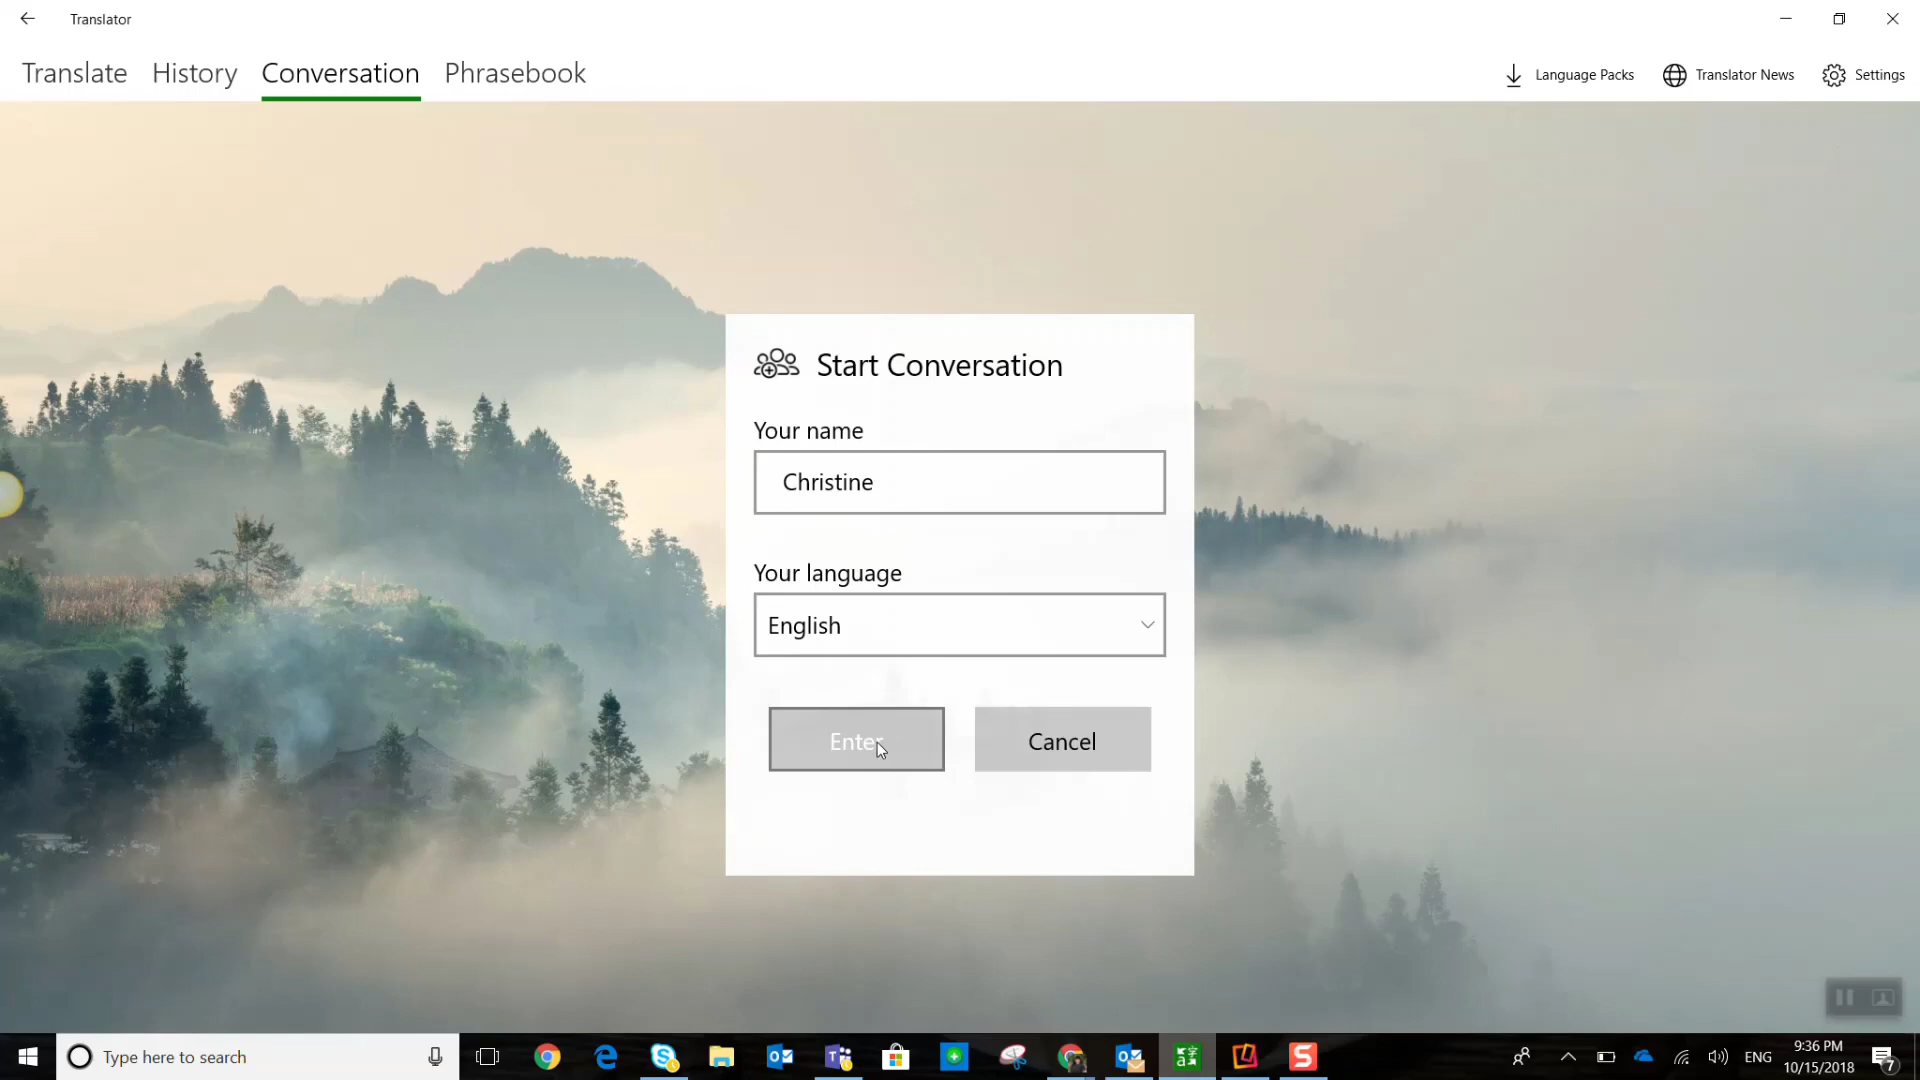 Translator
Translate History Conversation Phrasebook
Language Packs Translator News Settings
Start Conversation
Your name
Christine
Your language
English
Enter Cancel
Type here to search
ENG
9:36 PM
10/15/2018
7